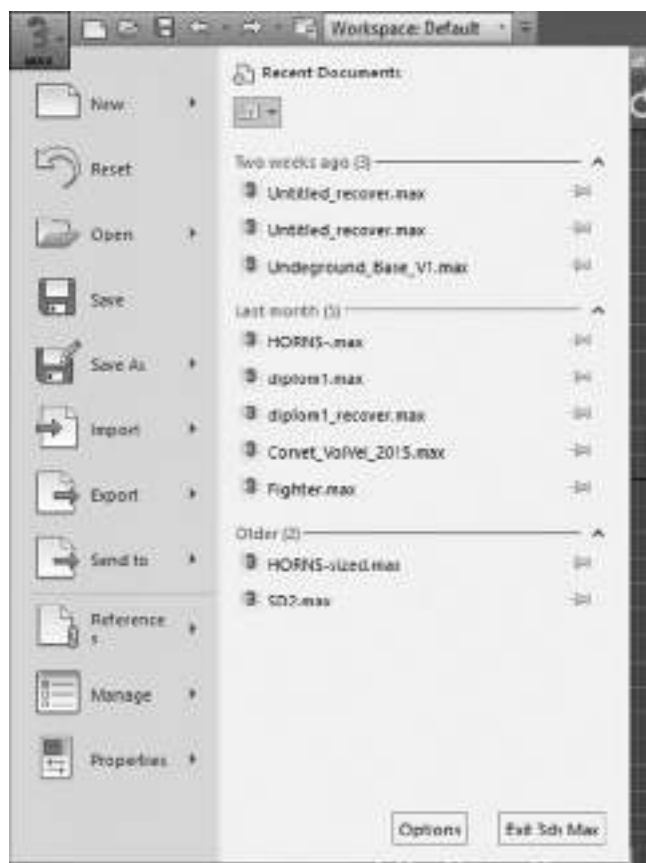 MAX
Workspace: Default
New
Reset
Open
Save
Save As
Import
Export
Send to
Reference
s
Manage
Properties
Recent Documents
Two weeks ago (3)
Untitled_recover.max
Untitled_recover.max
Undeground_Base_V1.max
Last month (5)
HORNS-.max
diplom1.max
diplom1_recover.max
Corvet_VolVel_2015.max
Fighter.max
Older (2)
HORNS-sized.max
SD2.max
Options
Exit 3ds Max